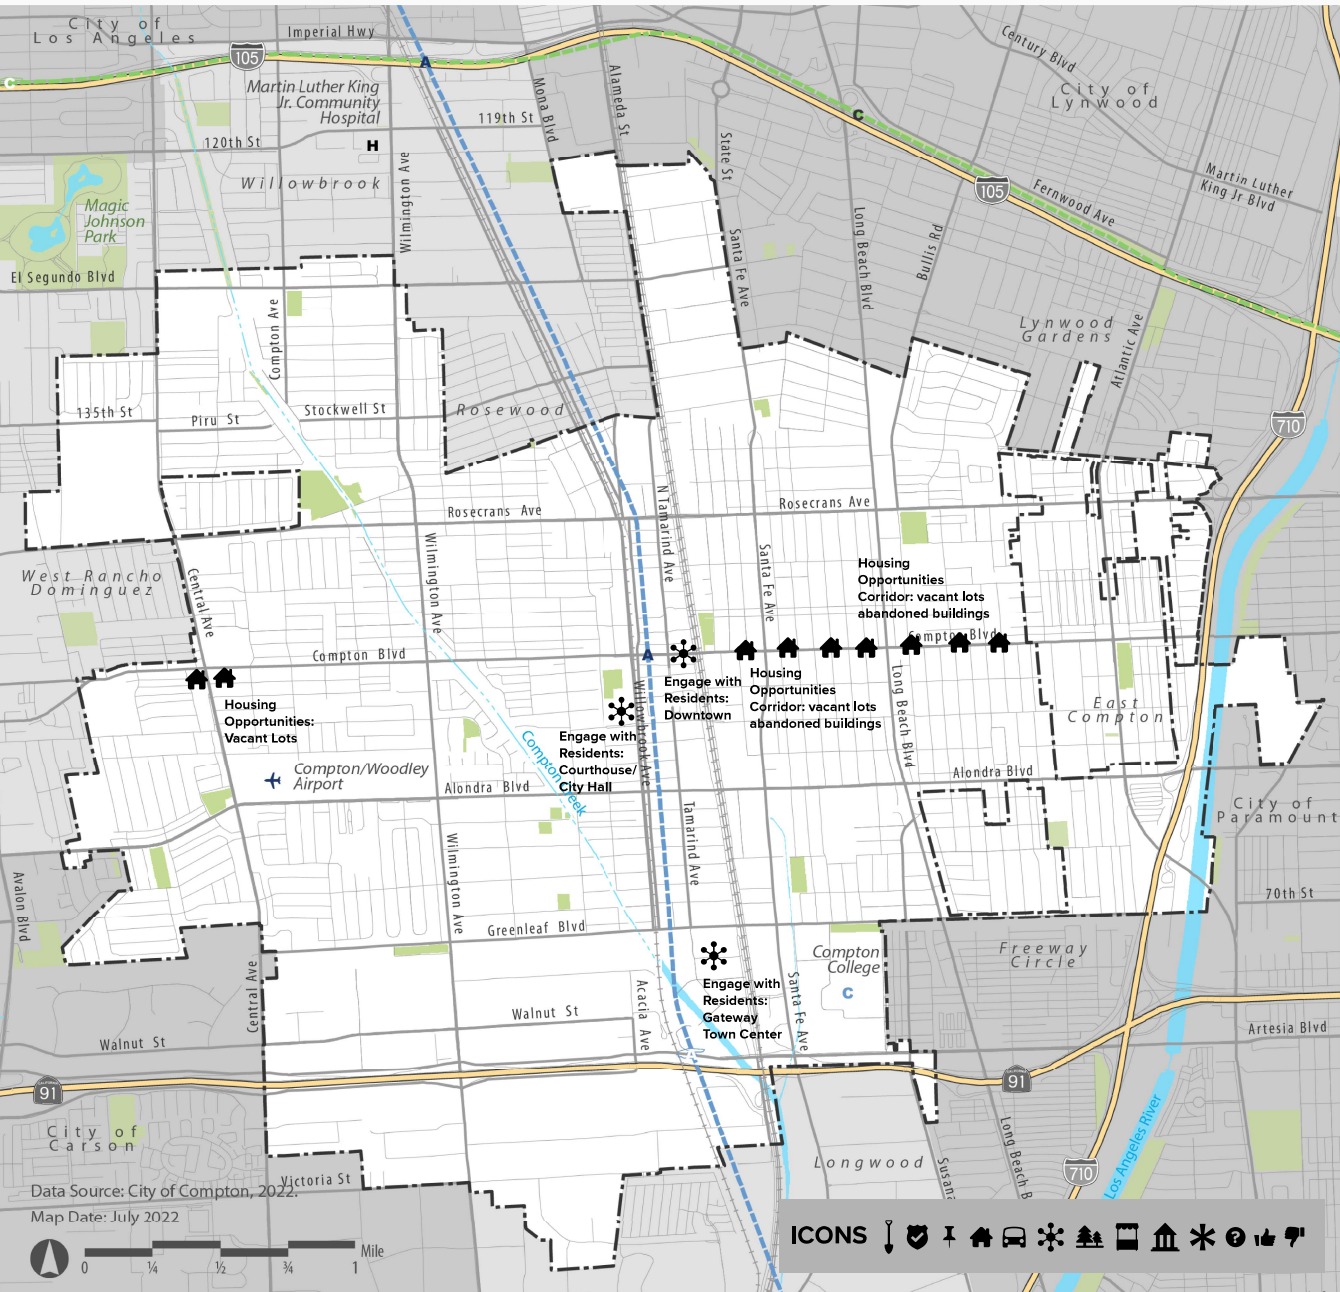 City of
Los Angeles
Imperial Hwy
105
A
C
Martin Luther King
Jr. Community
Hospital
H
119th St
120th St
Mona Blvd
Alameda St
State St
Century Blvd
City of
Lynwood
C
Martin Luther
King Jr Blvd
105
Fernwood Ave
Willowbrook
Wilmington Ave
Magic
Johnson
Park
El Segundo Blvd
Compton Ave
Santa Fe Ave
Long Beach Blvd
Bullis Rd
Lynwood
Gardens
Atlantic Ave
135th St
Piru St
Stockwell St
Rosewood
710
Rosecrans Ave
N Tamarind Ave
Rosecrans Ave
West Rancho
Dominguez
Central Ave
Wilmington Ave
Santa Fe Ave
Housing
Opportunities
Corridor: vacant lots
abandoned buildings
Compton Blvd
Compton Blvd
A
Housing
Opportunities:
Vacant Lots
Engage with
Residents:
Downtown
Housing
Opportunities
Corridor: vacant lots
abandoned buildings
Long Beach Blvd
East
Compton
Willowbrook Ave
Engage with
Residents:
Courthouse/
City Hall
Compton Creek
Compton/Woodley
Airport
Alondra Blvd
Alondra Blvd
City of
Paramount
Tamarind Ave
Wilmington Ave
Avalon Blvd
70th St
Greenleaf Blvd
Central Ave
Compton
College
C
Freeway
Circle
Engage with
Residents:
Gateway
Town Center
Santa Fe Ave
Acacia Ave
Walnut St
Walnut St
Artesia Blvd
A
91
91
City of
Carson
Long Beach B
Los Angeles River
710
Longwood
Susana
Victoria St
Data Source: City of Compton, 2022.
Map Date: July 2022
Mile
0 ¼ ½ ¾ 1
ICONS